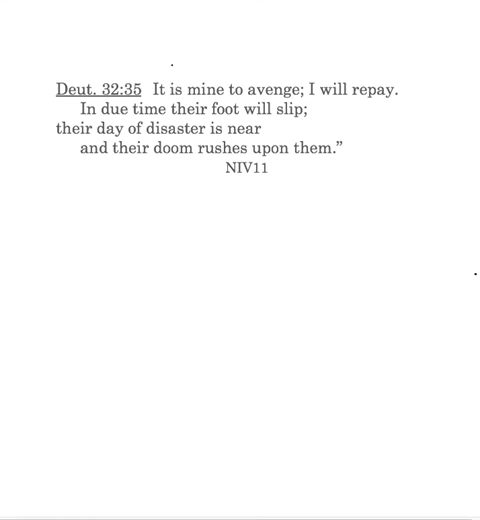 Deut. 32:35 It is mine to avenge; I will repay.
In due time their foot will slip;
their day of disaster is near
and their doom rushes upon them.”
NIV11